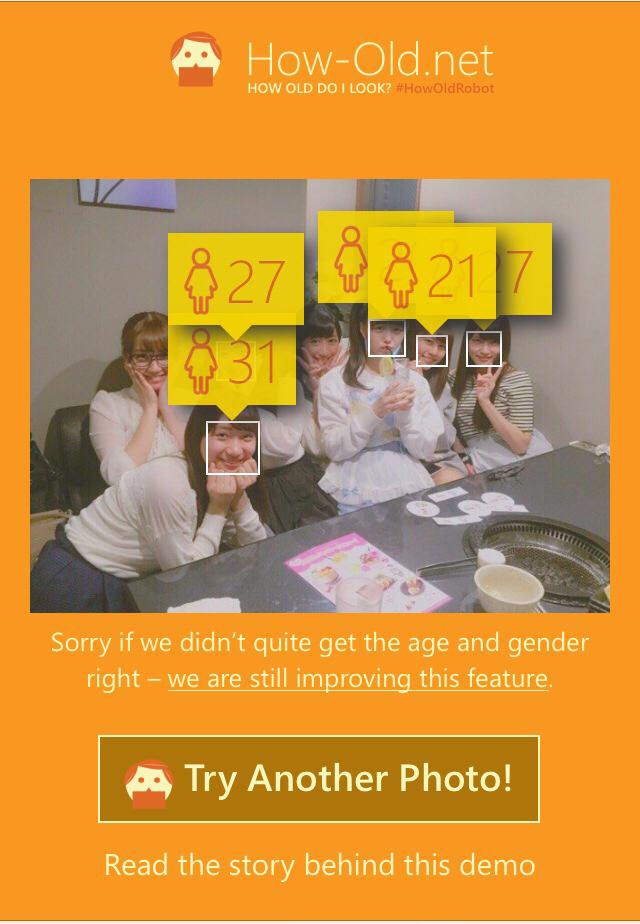 How-Old.net
HOW OLD DO I LOOK? #HowOldRobot
27
21
27
31
Sorry if we didn't quite get the age and gender
right – we are still improving this feature.
Try Another Photo!
Read the story behind this demo